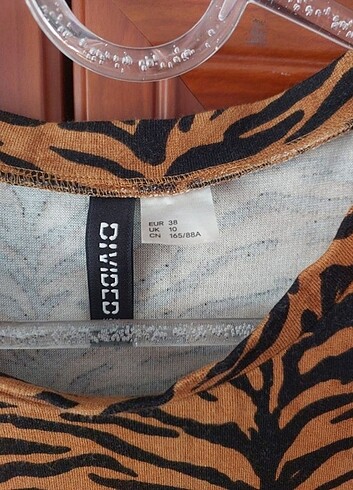 DIVIDED
EUR 38
UK 10
CN 165/88A